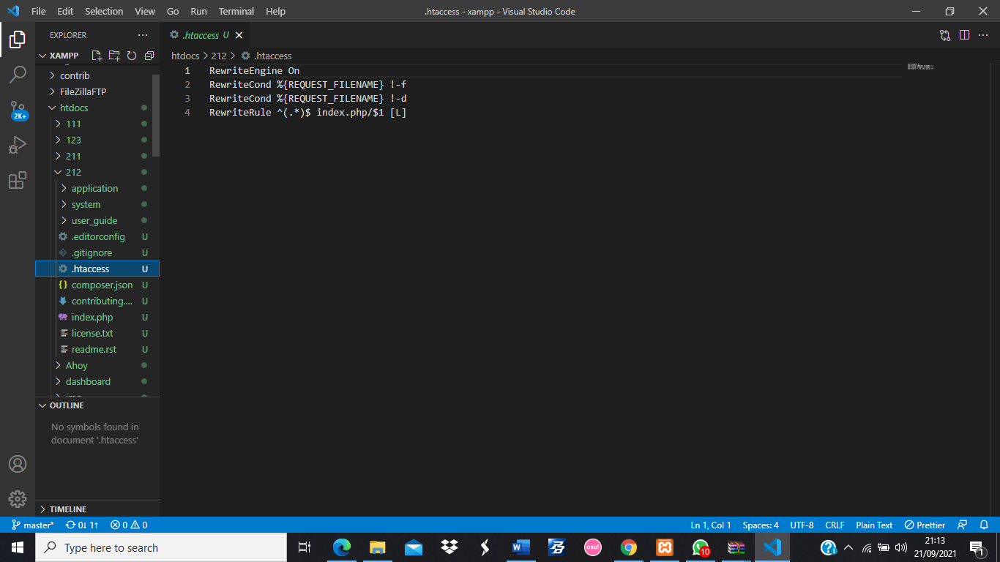 File Edit Selection View Go Run Terminal Help
.htaccess - xampp - Visual Studio Code
EXPLORER
XAMPP
contrib
FileZillaFTP
htdocs
111
123
211
212
application
system
user_guide
.editorconfig U
.gitignore U
.htaccess U
composer.json U
contributing.... U
index.php U
license.txt U
readme.rst U
Ahoy
dashboard
OUTLINE
No symbols found in
document '.htaccess'
TIMELINE
2K+
.htaccess U
htdocs > 212 > .htaccess
1 RewriteEngine On
2 RewriteCond %{REQUEST_FILENAME} !-f
3 RewriteCond %{REQUEST_FILENAME} !-d
4 RewriteRule ^(.*)$ index.php/$1 [L]
master* 0↓ 1↑ 0 0
Ln 1, Col 1 Spaces: 4 UTF-8 CRLF Plain Text Prettier
Type here to search
W
osu!
10
21:13
21/09/2021
1